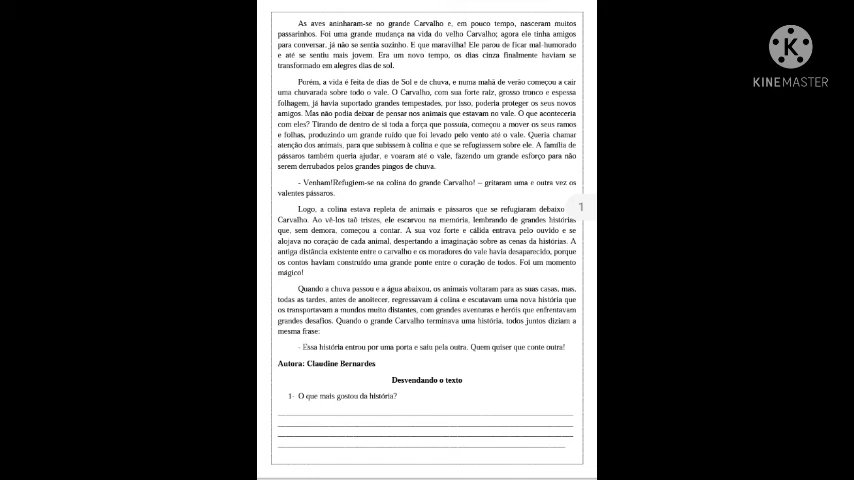 As aves aninharam-se no grande Carvalho e, em pouco tempo, nasceram muitos
passarinhos. Foi uma grande mudança na vida do velho Carvalho; agora ele tinha amigos
para conversar, já não se sentia sozinho. E que maravilha! Ele parou de ficar mal-humorado
e até se sentiu mais jovem. Era um novo tempo, os dias cinza finalmente haviam se
transformado em alegres dias de sol.
Porém, a vida é feita de dias de Sol e de chuva, e numa mahã de verão começou a cair
uma chuvarada sobre todo o vale. O Carvalho, com sua forte raiz, grosso tronco e espessa
folhagem, já havia suportado grandes tempestades, por isso, poderia proteger os seus novos
amigos. Mas não podia deixar de pensar nos animais que estavam no vale. O que aconteceria
com eles? Tirando de dentro de si toda a força que possuía, começou a mover os seus ramos
e folhas, produzindo um grande ruído que foi levado pelo vento até o vale. Queria chamar
atenção dos animais, para que subissem à colina e que se refugiassem sobre ele. A família de
pássaros também queria ajudar, e voaram até o vale, fazendo um grande esforço para não
serem derrubados pelos grandes pingos de chuva.
- Venham!Refugiem-se na colina do grande Carvalho! – gritaram uma e outra vez os
valentes pássaros.
Logo, a colina estava repleta de animais e pássaros que se refugiaram debaixo
Carvalho. Ao vê-los taõ tristes, ele escarvou na memória, lembrando de grandes histórias
que, sem demora, começou a contar. A sua voz forte e cálida entrava pelo ouvido e se
alojava no coração de cada animal, despertando a imaginação sobre as cenas da histórias. A
antiga distância existente entre o carvalho e os moradores do vale havia desaparecido, porque
os contos haviam construído uma grande ponte entre o coração de todos. Foi um momento
mágico!
Quando a chuva passou e a água abaixou, os animais voltaram para as suas casas, mas,
todas as tardes, antes de anoitecer, regressavam á colina e escutavam uma nova história que
os transportavam a mundos muito distantes, com grandes aventuras e heróis que enfrentavam
grandes desafios. Quando o grande Carvalho terminava uma história, todos juntos diziam a
mesma frase:
- Essa história entrou por uma porta e saiu pela outra. Quem quiser que conte outra!
Autora: Claudine Bernardes
Desvendando o texto
1- O que mais gostou da história?
1
K
KINEMASTER